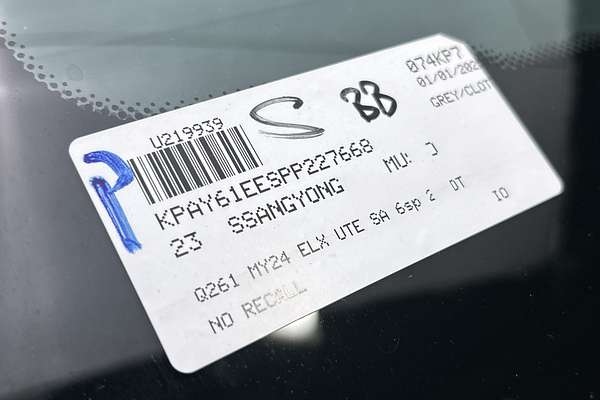 U219939
S
BB
074KP7
01/01/202
GREY/CLOT
P
KPAY61EESPP227668
MU: J
23 SSANGYONG
Q261 MY24 ELX UTE SA 6sp 2 DT
IO
NO RECALL